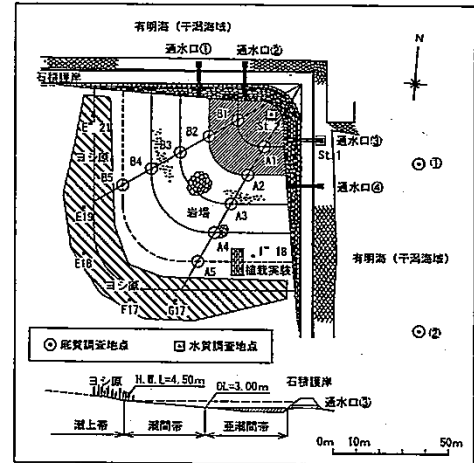 有明海(干潟海域)
通水口① 通水口②
N
石積護岸
B1
St.2
B2
E 21
B3
A1
通水口③
St.1
ヨシ原
B4
A2
①
B5
通水口④
岩塔
A3
E19
A4
18
有明海(干潟海域)
E18
植栽実験
A5
ヨシ原
F17
G17
②
底質調査地点 水質調査地点
ヨシ原
H.W.L=4.50m
DL=3.00m
石積護岸
通水口③
潮上帯 潮間帯 亜潮間帯
0m 10m 50m